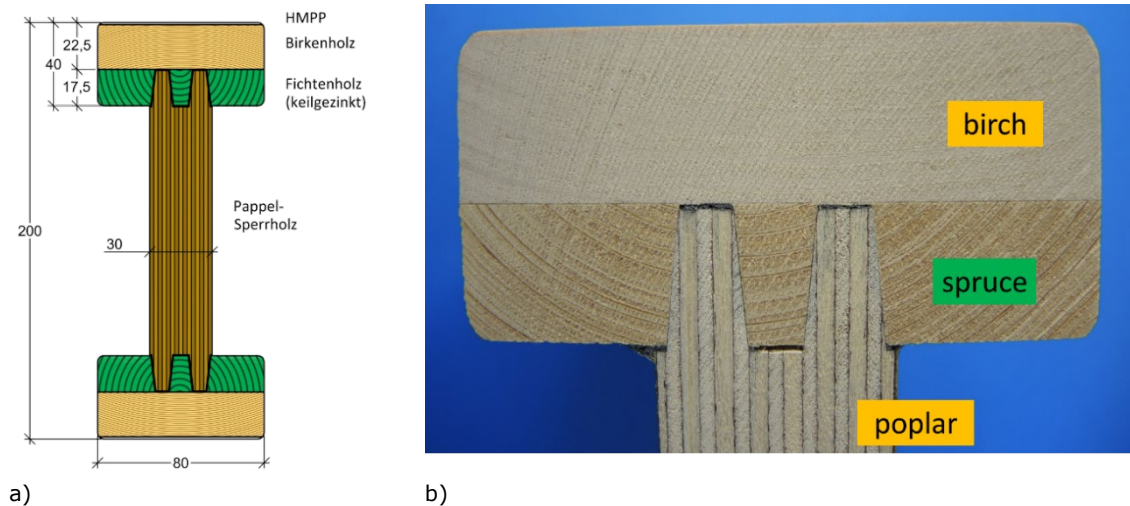 HMPP
22,5
Birkenholz
40
17,5
Fichtenholz
(keilgezinkt)
Pappel-
Sperrholz
200
30
80
birch
spruce
poplar
a)
b)